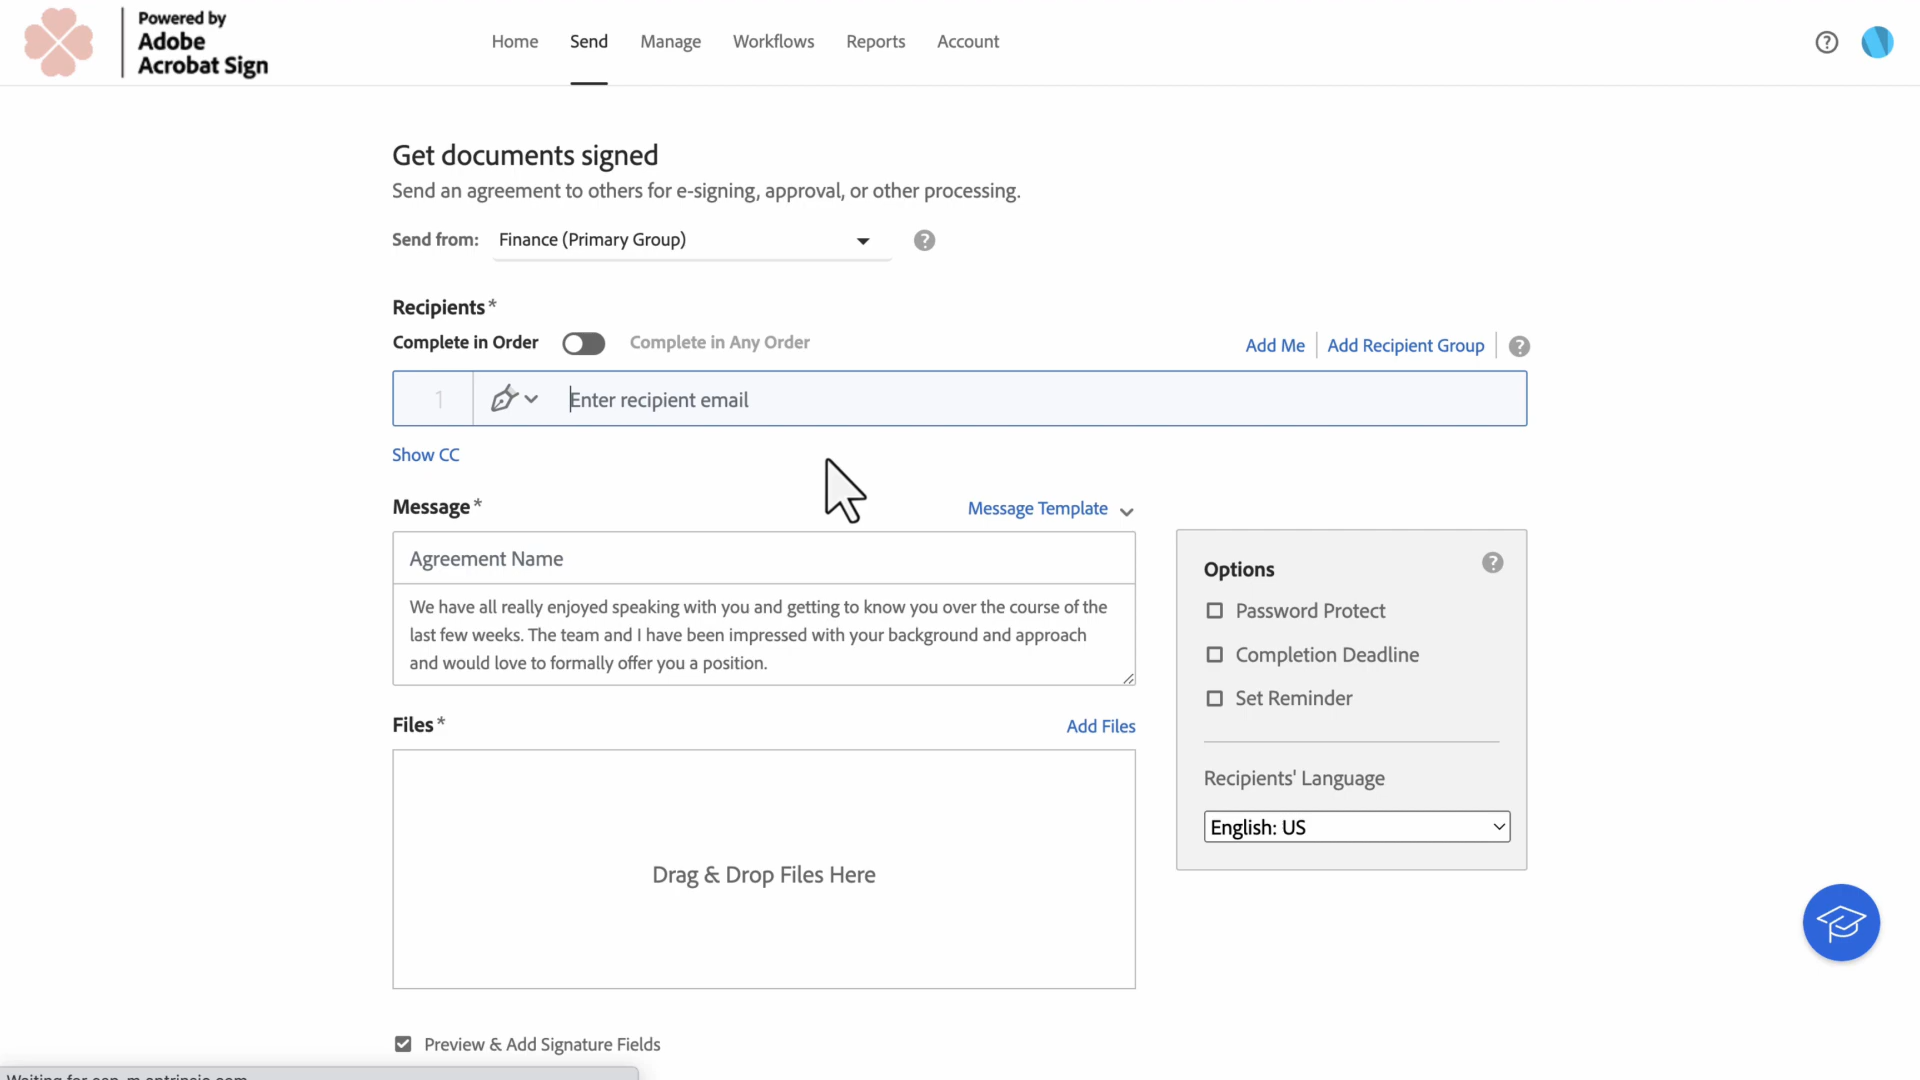 Powered by
Adobe
Acrobat Sign
Home
Send
Manage
Workflows
Reports
Account
Get documents signed
Send an agreement to others for e-signing, approval, or other processing.
Send from:
Finance (Primary Group)
Recipients*
Complete in Order
Complete in Any Order
Add Me
Add Recipient Group
1
Enter recipient email
Show CC
Message*
Message Template
Agreement Name
We have all really enjoyed speaking with you and getting to know you over the course of the
last few weeks. The team and I have been impressed with your background and approach
and would love to formally offer you a position.
Options
Password Protect
Completion Deadline
Set Reminder
Recipients' Language
English: US
Files*
Add Files
Drag & Drop Files Here
Preview & Add Signature Fields
Waiting for